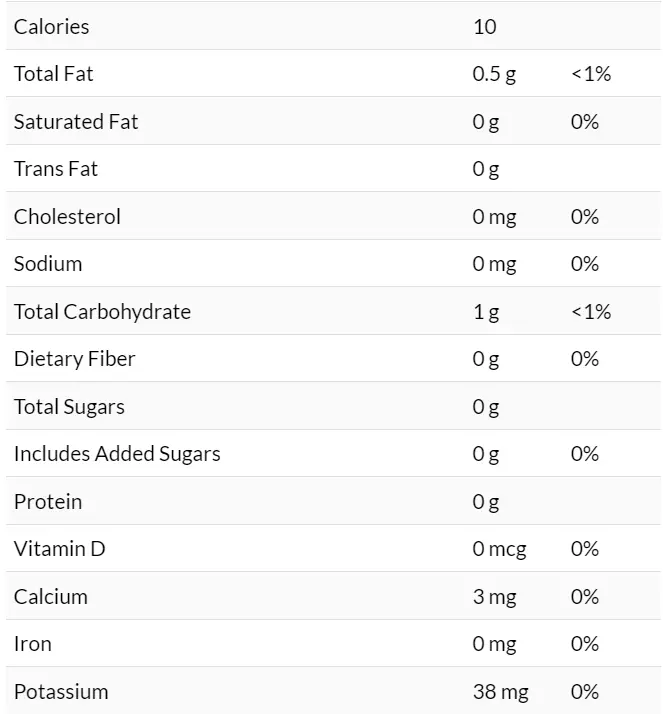 Calories 10
Total Fat 0.5 g <1%
Saturated Fat 0 g 0%
Trans Fat 0 g
Cholesterol 0 mg 0%
Sodium 0 mg 0%
Total Carbohydrate 1 g <1%
Dietary Fiber 0 g 0%
Total Sugars 0 g
Includes Added Sugars 0 g 0%
Protein 0 g
Vitamin D 0 mcg 0%
Calcium 3 mg 0%
Iron 0 mg 0%
Potassium 38 mg 0%